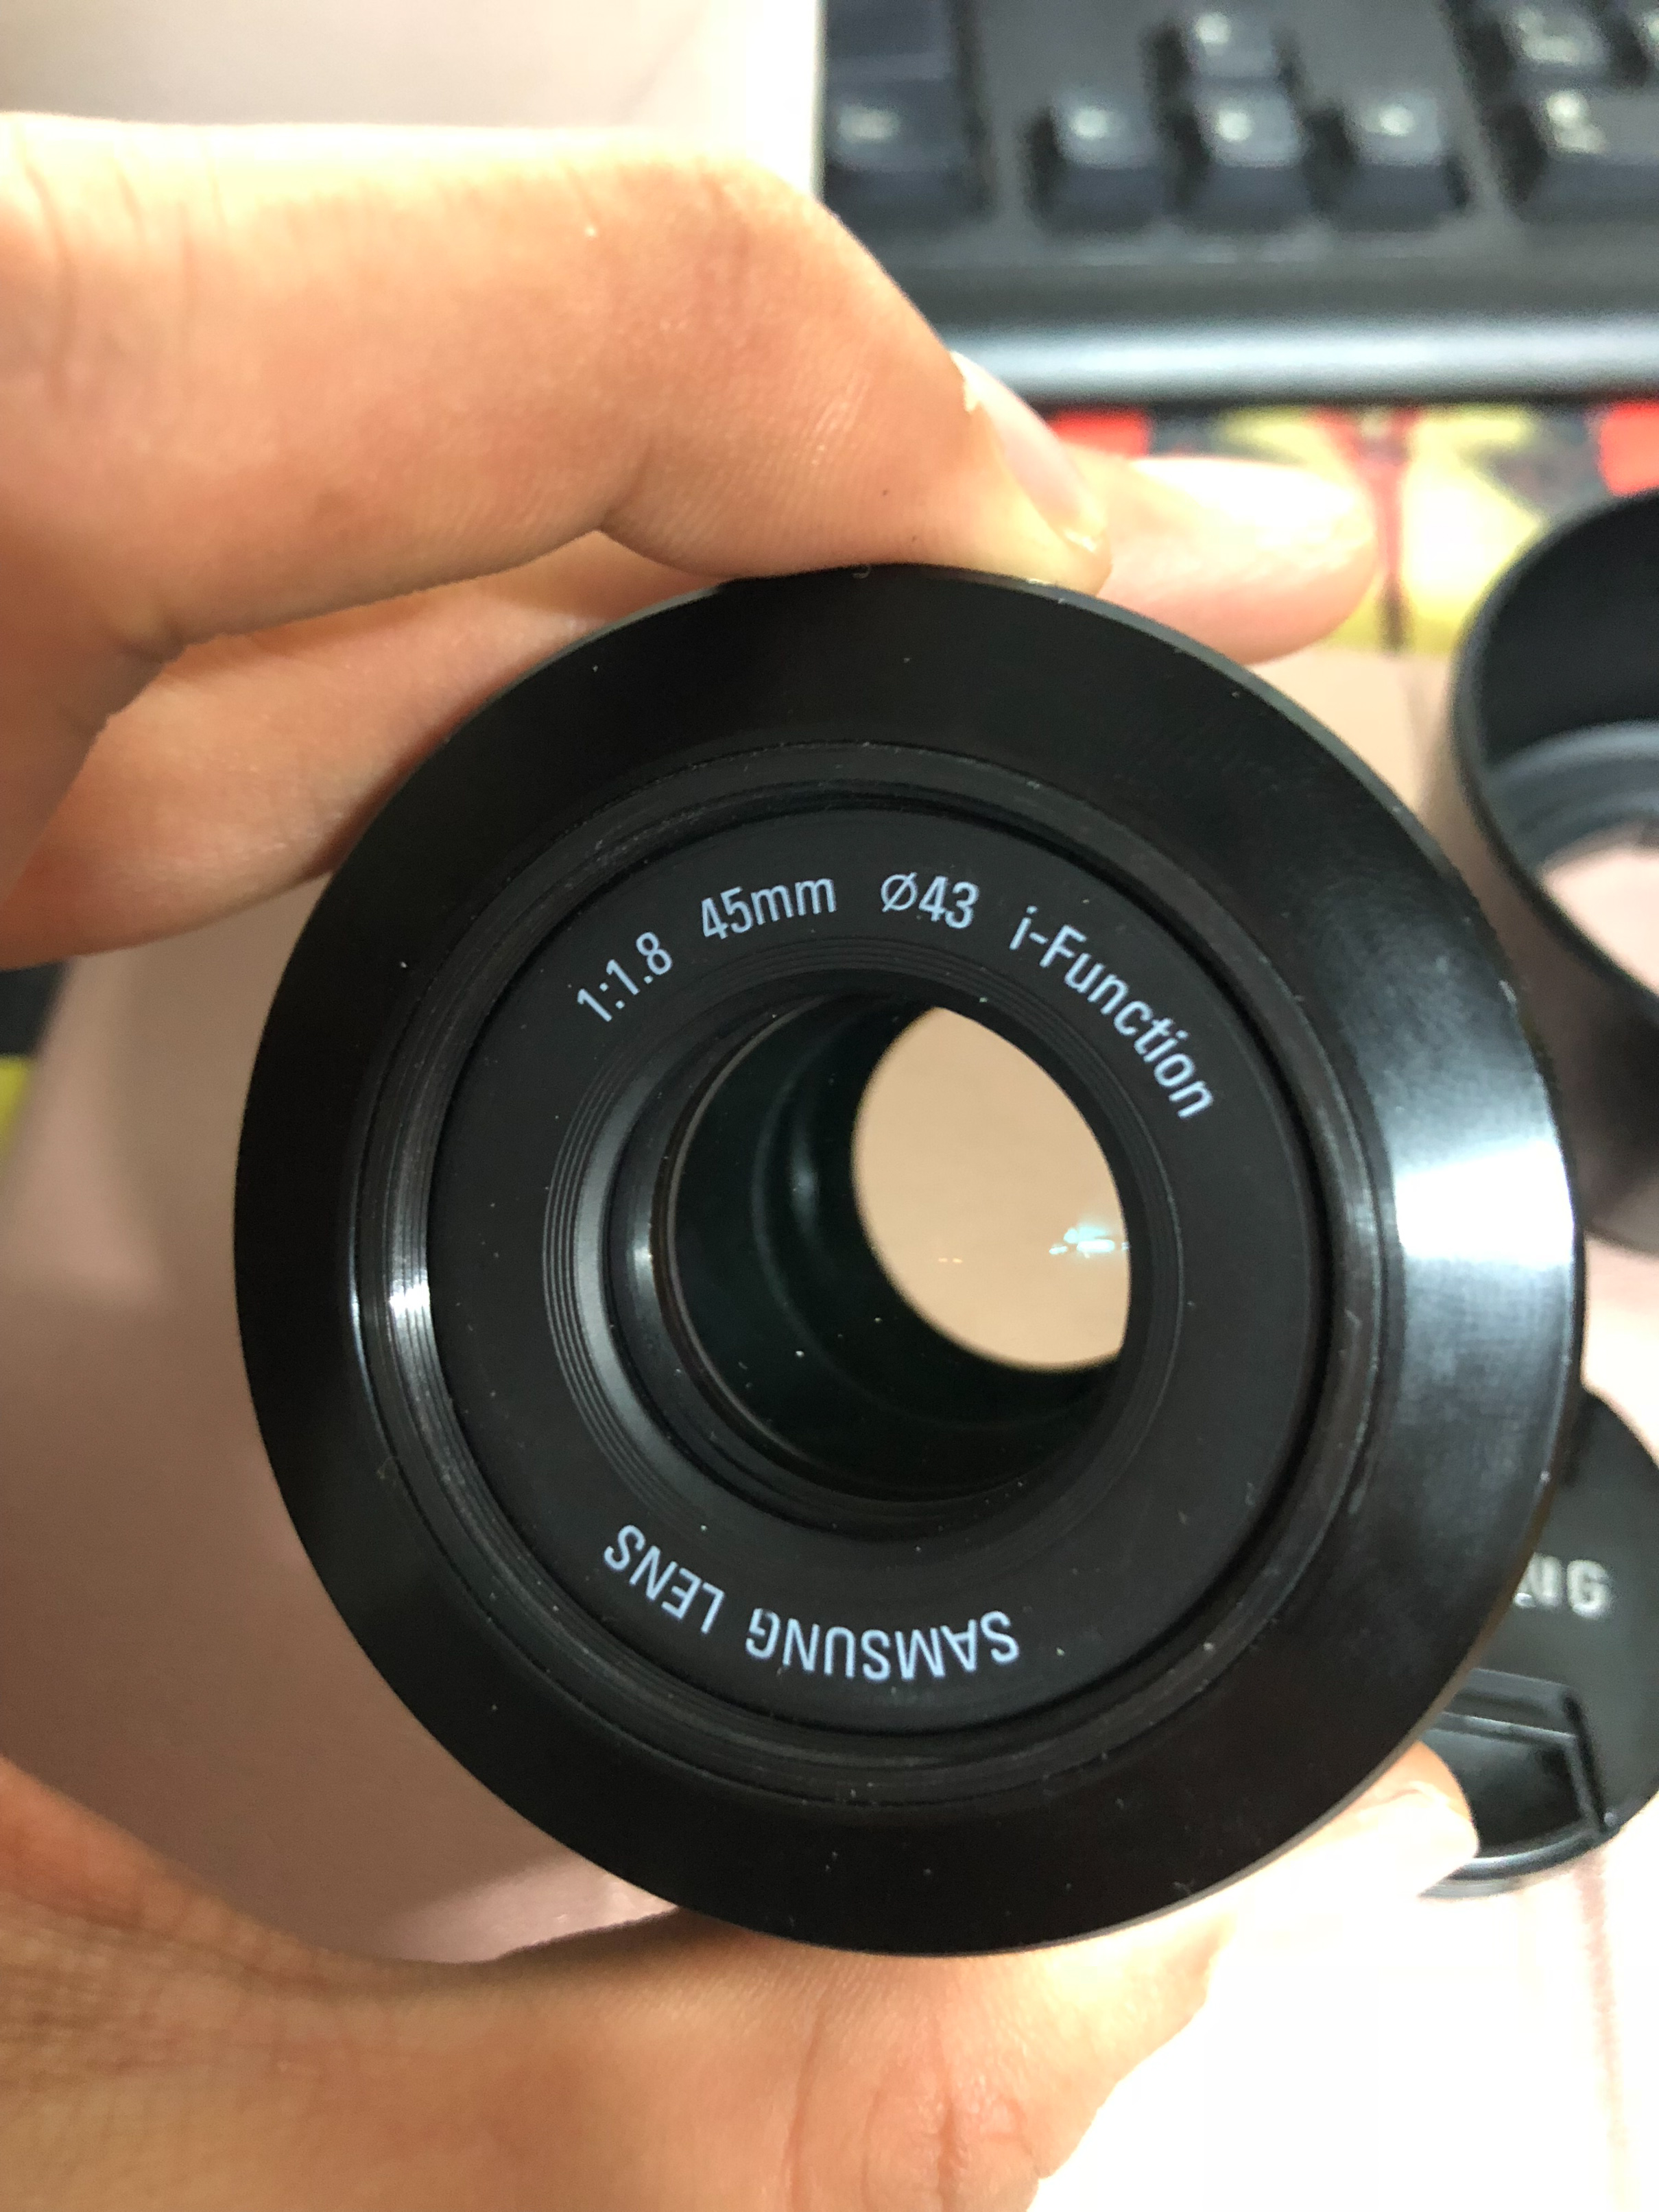 1:1.8 45mm Ø43 i-Function
SAMSUNG LENS